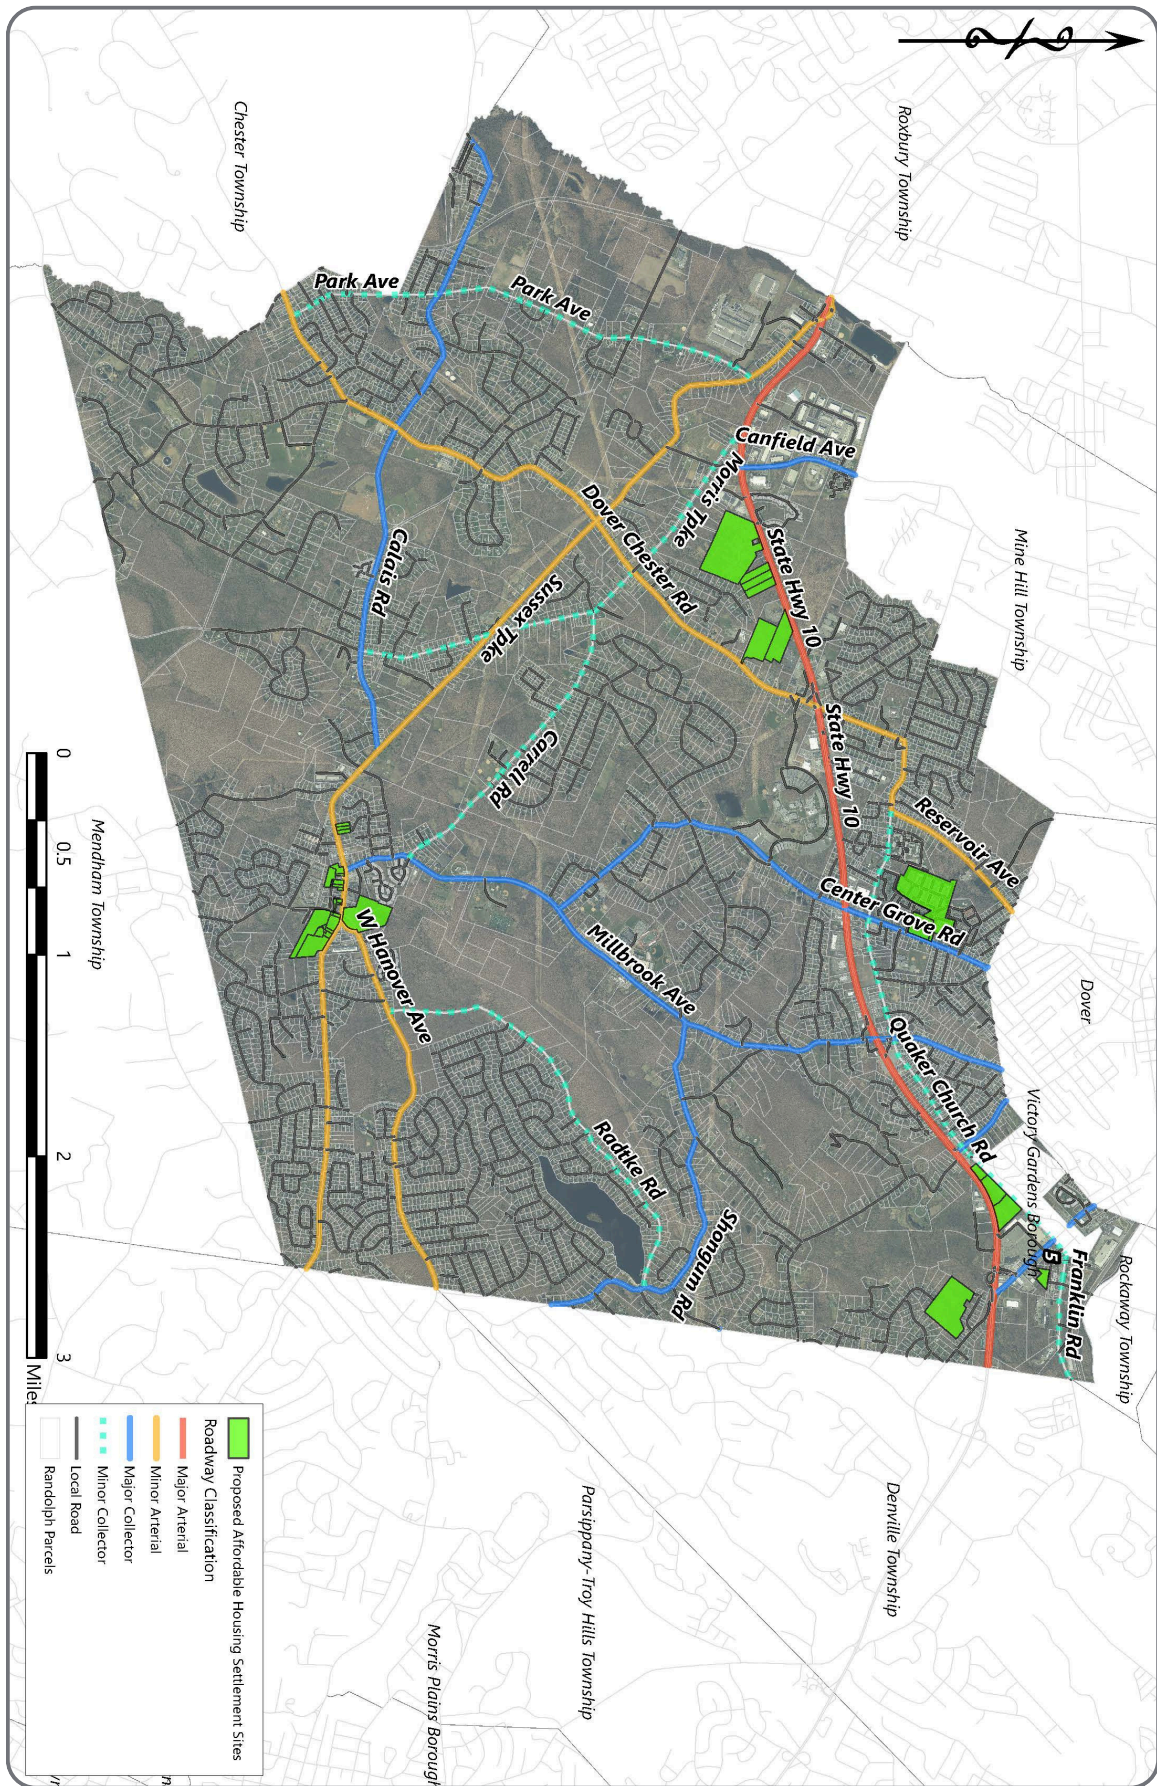 Roxbury Township
Chester Township
Mine Hill Township
Mendham Township
Dover
Victory Gardens Borough
Rockaway Township
Denville Township
Parsippany-Troy Hills Township
Morris Plains Boroug
Park Ave
Park Ave
Canfield Ave
Morris Tpke
State Hwy 10
Dover Chester Rd
Calais Rd
Sussex Tpke
State Hwy 10
Carrell Rd
Reservoir Ave
Center Grove Rd
W Hanover Ave
Millbrook Ave
Quaker Church Rd
Radtke Rd
Shongum Rd
Franklin Rd
5
0 0.5 1 2 3
Miles
Proposed Affordable Housing Settlement Sites
Roadway Classification
Major Arterial
Minor Arterial
Major Collector
Minor Collector
Local Road
Randolph Parcels